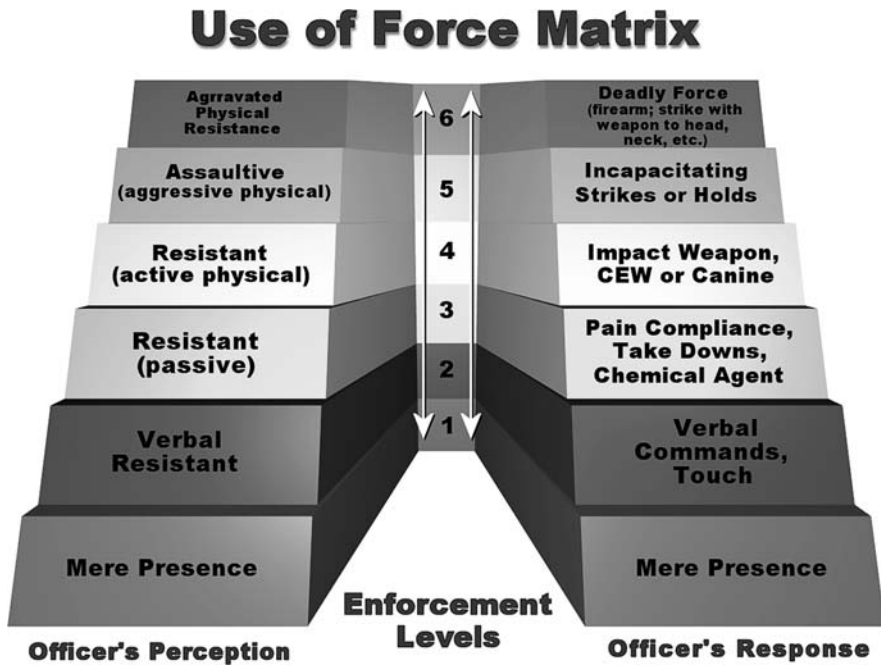 Use of Force Matrix
Agrravated
Physical
Resistance
6
Deadly Force
(firearm; strike with
weapon to head,
neck, etc.)
Assaultive
(aggressive physical)
5
Incapacitating
Strikes or Holds
Resistant
(active physical)
4
Impact Weapon,
CEW or Canine
Resistant
(passive)
3
Pain Compliance,
Take Downs,
Chemical Agent
2
Verbal
Resistant
1
Verbal
Commands,
Touch
Mere Presence
Mere Presence
Enforcement
Levels
Officer's Perception
Officer's Response